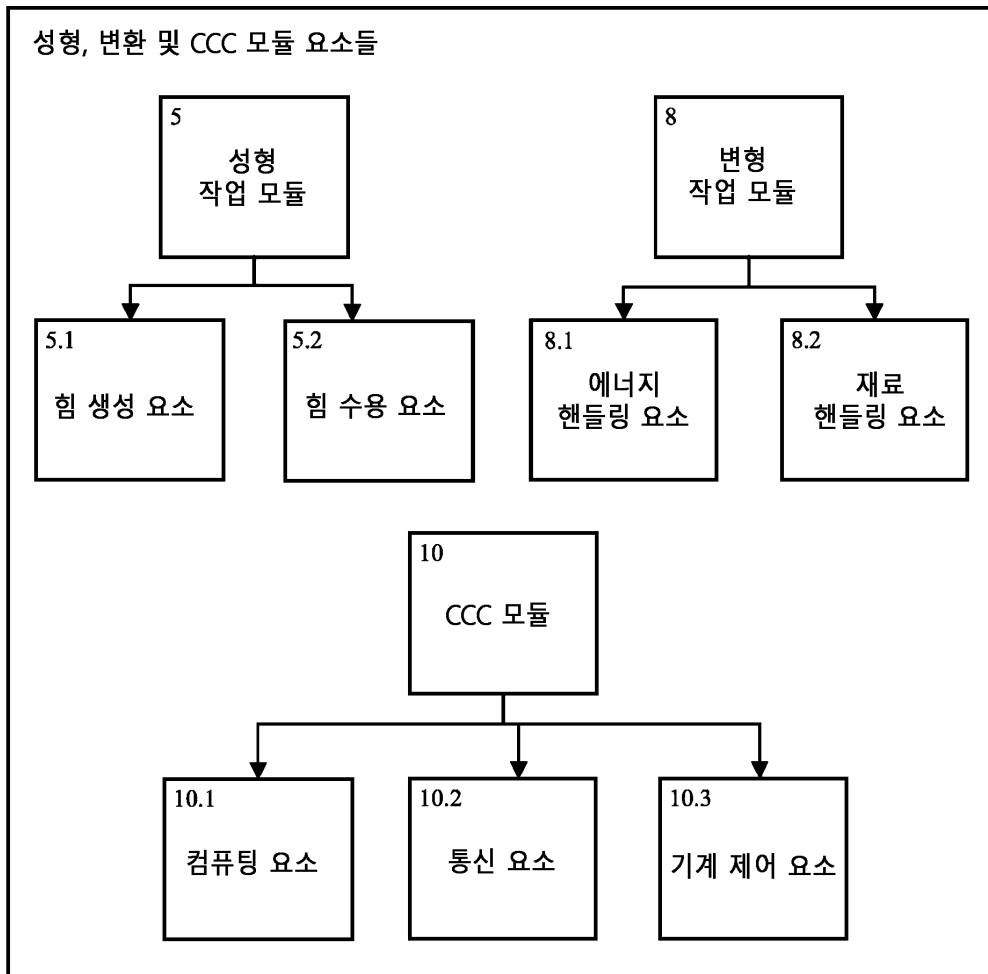 성형, 변환 및 CCC 모듈 요소들
5
성형
작업 모듈
8
변형
작업 모듈
5.1
힘 생성 요소
5.2
힘 수용 요소
8.1
에너지
핸들링 요소
8.2
재료
핸들링 요소
10
CCC 모듈
10.1
컴퓨팅 요소
10.2
통신 요소
10.3
기계 제어 요소